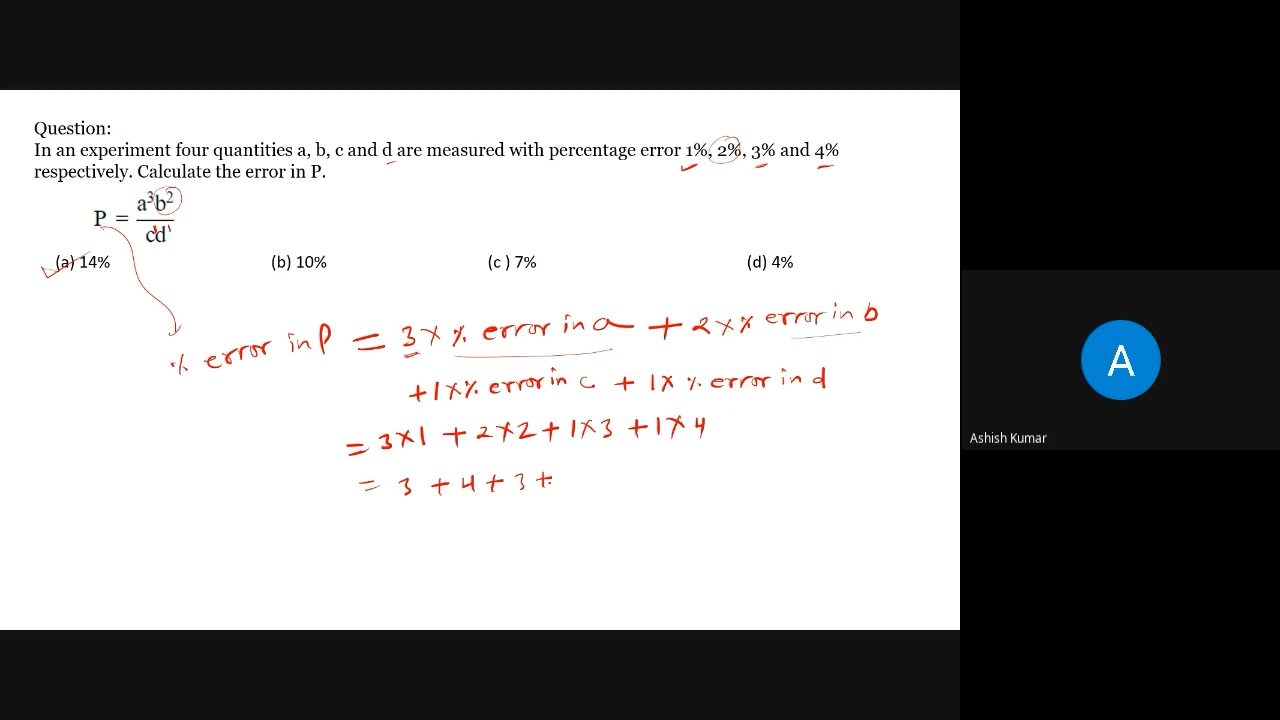 Question:
In an experiment four quantities a, b, c and d are measured with percentage error 1%, 2%, 3% and 4%
respectively. Calculate the error in P.
P = a³b² / cd
(a) 14% (b) 10% (c ) 7% (d) 4%
% error in P = 3 × % error in a + 2 × % error in b
+ 1 × % error in c + 1 × % error in d
= 3×1 + 2×2 + 1×3 + 1×4
= 3 + 4 + 3 +
A
Ashish Kumar